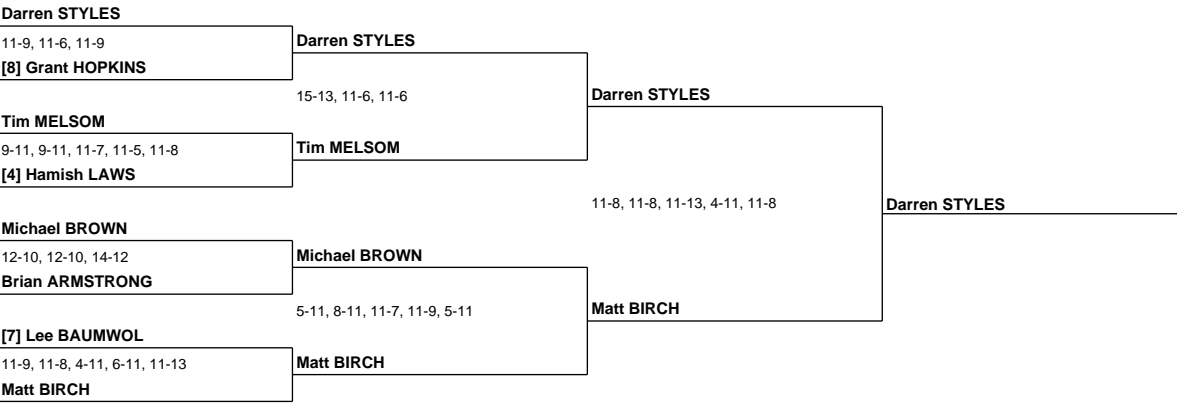 Darren STYLES
11-9, 11-6, 11-9
Darren STYLES
[8] Grant HOPKINS
15-13, 11-6, 11-6
Darren STYLES
Tim MELSOM
9-11, 9-11, 11-7, 11-5, 11-8
Tim MELSOM
[4] Hamish LAWS
11-8, 11-8, 11-13, 4-11, 11-8
Darren STYLES
Michael BROWN
12-10, 12-10, 14-12
Michael BROWN
Brian ARMSTRONG
5-11, 8-11, 11-7, 11-9, 5-11
Matt BIRCH
[7] Lee BAUMWOL
11-9, 11-8, 4-11, 6-11, 11-13
Matt BIRCH
Matt BIRCH